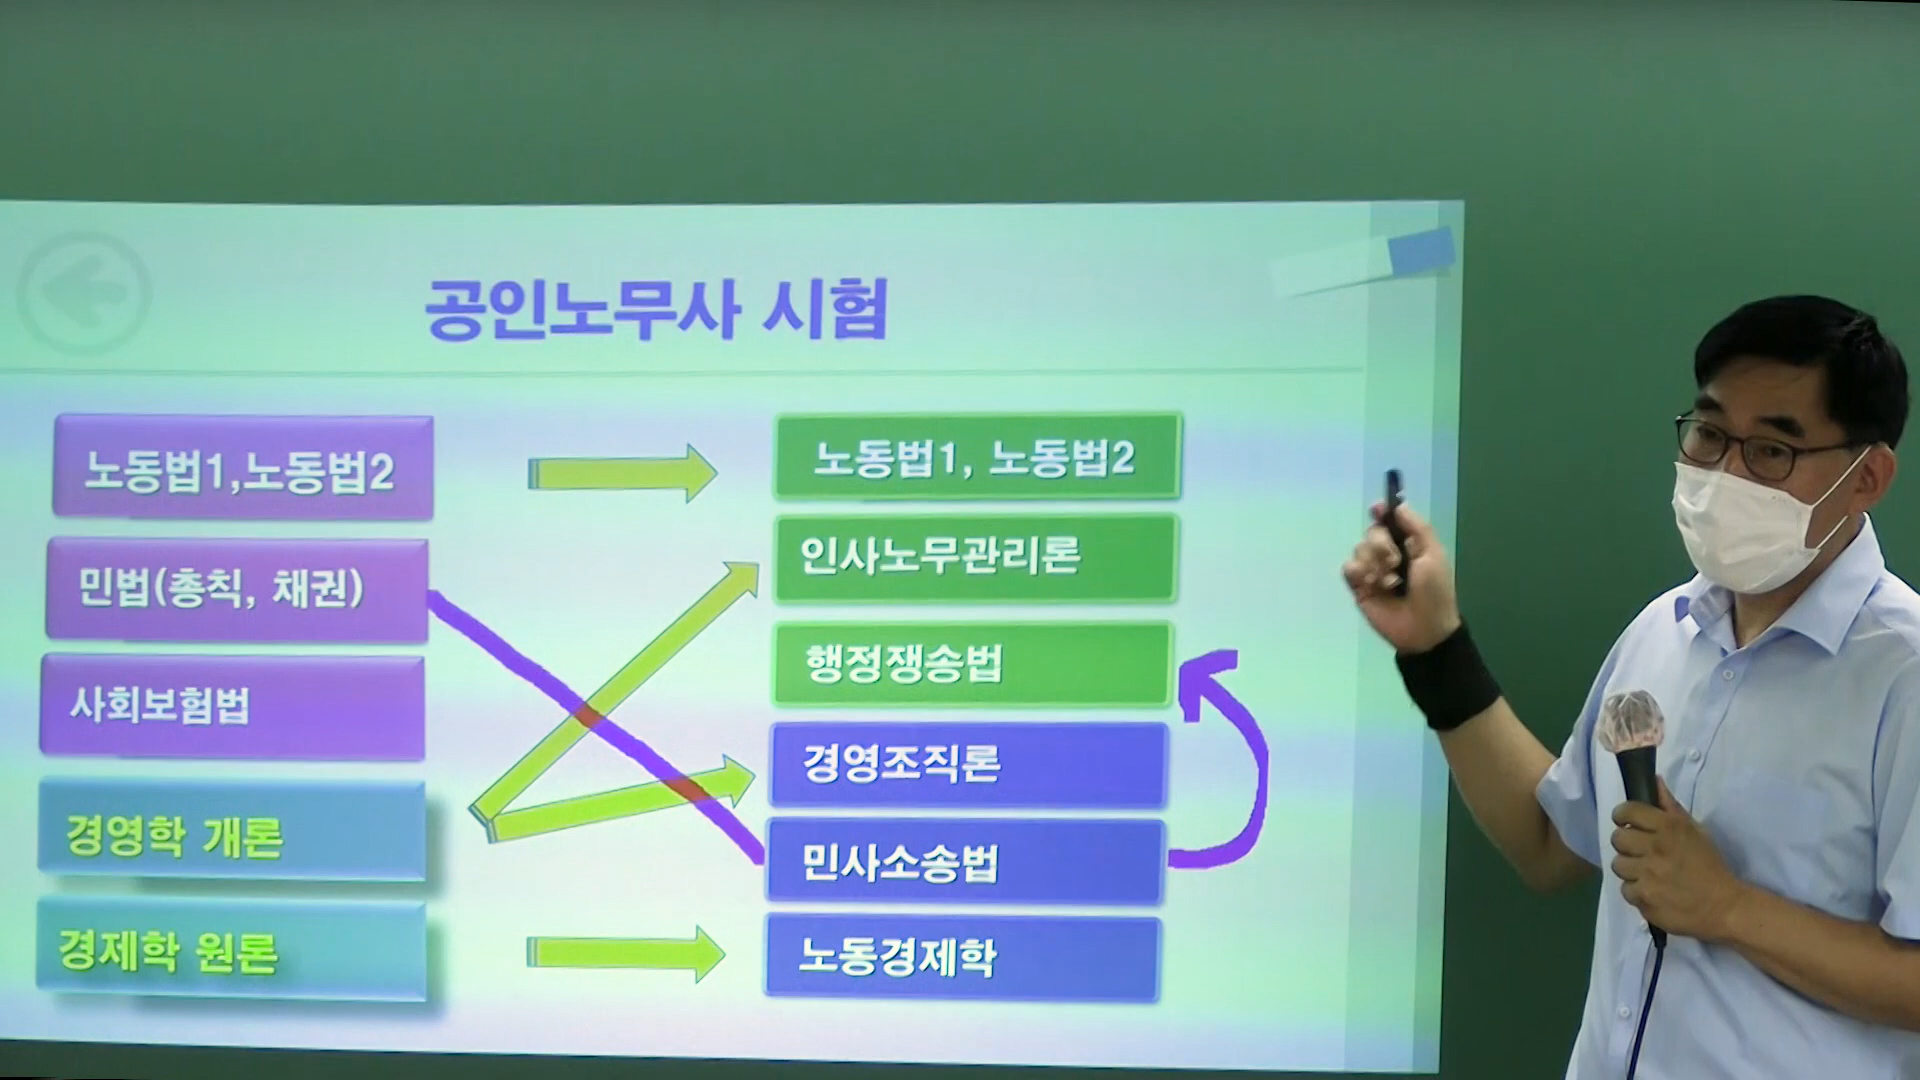 공인노무사 시험
노동법1,노동법2
민법(총칙, 채권)
사회보험법
경영학 개론
경제학 원론
노동법1, 노동법2
인사노무관리론
행정쟁송법
경영조직론
민사소송법
노동경제학